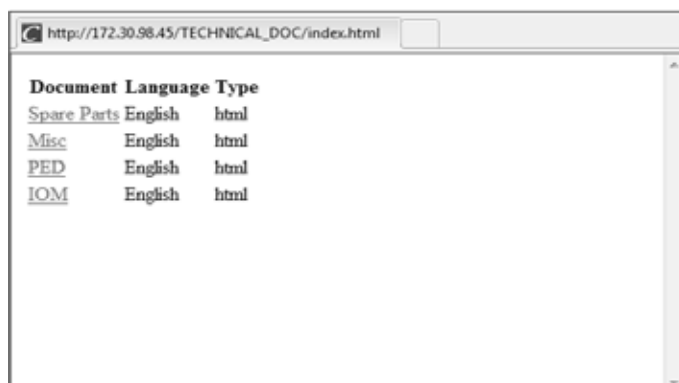 http://172.30.98.45/TECHNICAL_DOC/index.html
Document Language Type
Spare Parts English html
Misc English html
PED English html
IOM English html